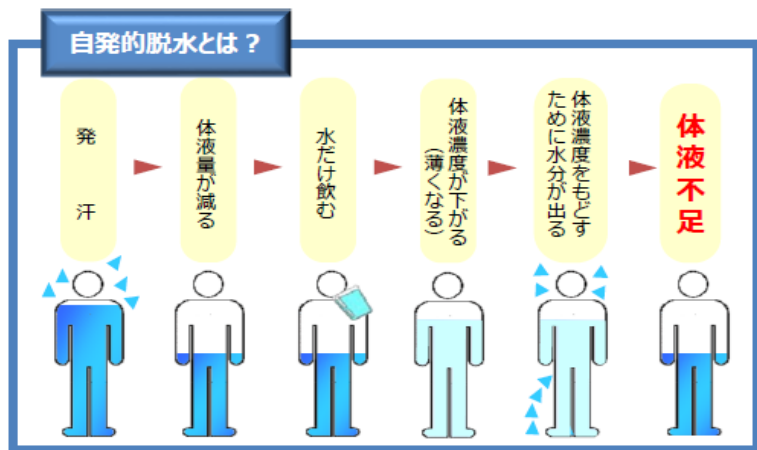 自発的脱水とは？
発汗
体液量が減る
水だけ飲む
体液濃度が下がる
（薄くなる）
体液濃度をもどす
ために水分が出る
体液不足